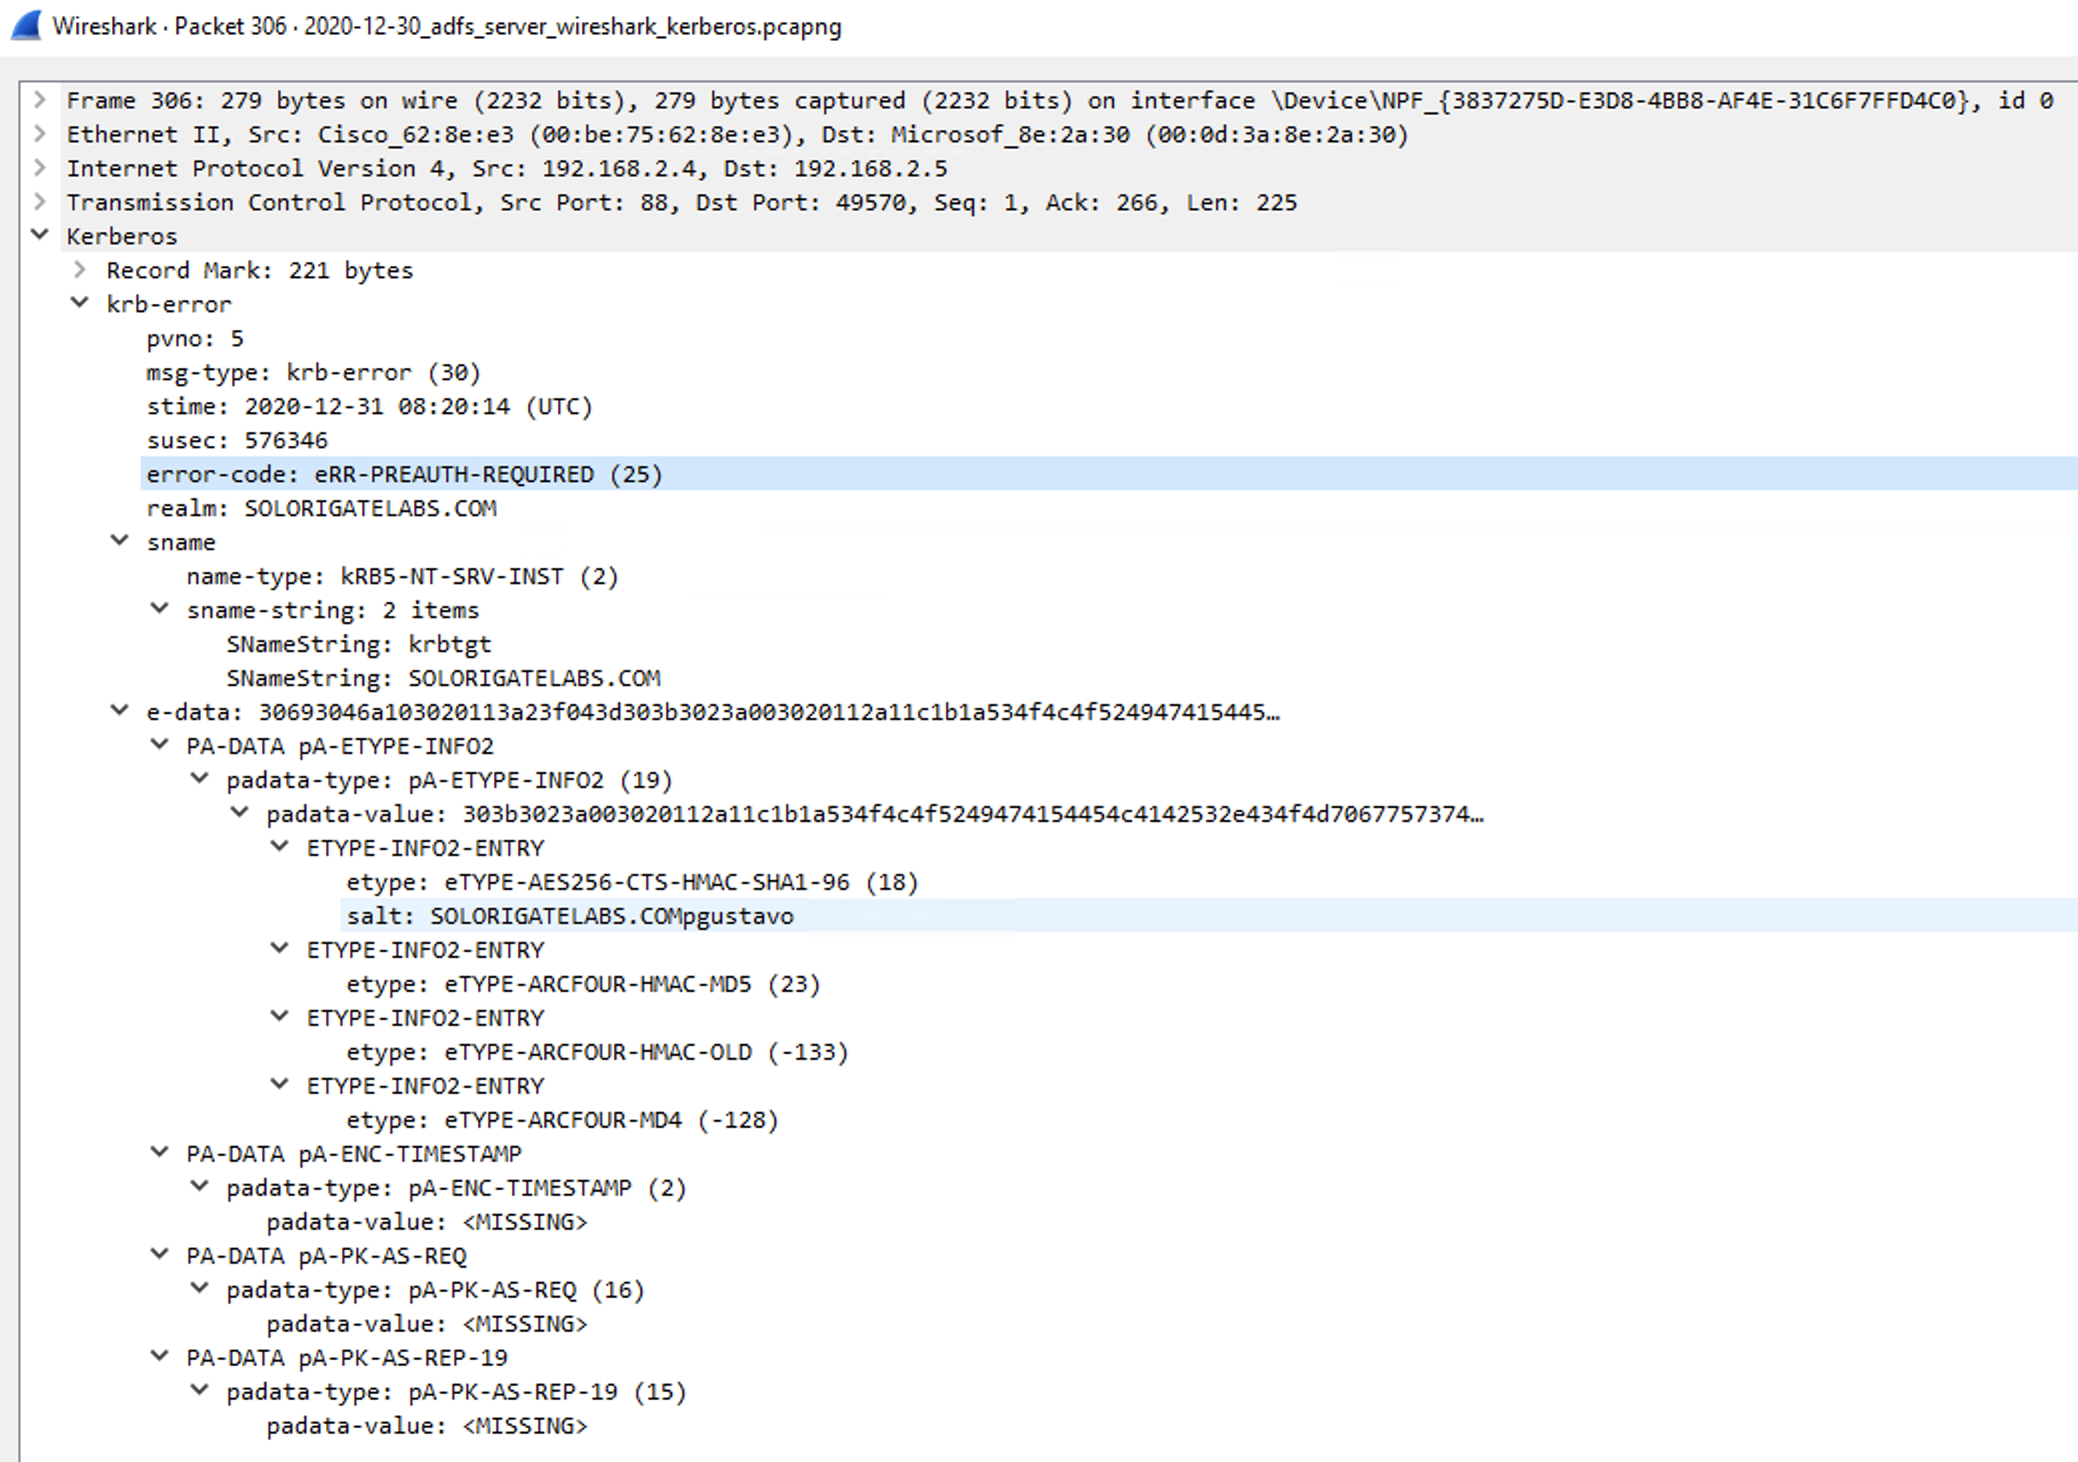 Wireshark · Packet 306 · 2020-12-30_adfs_server_wireshark_kerberos.pcapng
Frame 306: 279 bytes on wire (2232 bits), 279 bytes captured (2232 bits) on interface \Device\NPF_{3837275D-E3D8-4BB8-AF4E-31C6F7FFD4C0}, id 0
Ethernet II, Src: Cisco_62:8e:e3 (00:be:75:62:8e:e3), Dst: Microsof_8e:2a:30 (00:0d:3a:8e:2a:30)
Internet Protocol Version 4, Src: 192.168.2.4, Dst: 192.168.2.5
Transmission Control Protocol, Src Port: 88, Dst Port: 49570, Seq: 1, Ack: 266, Len: 225
Kerberos
Record Mark: 221 bytes
krb-error
pvno: 5
msg-type: krb-error (30)
stime: 2020-12-31 08:20:14 (UTC)
susec: 576346
error-code: eRR-PREAUTH-REQUIRED (25)
realm: SOLORIGATELABS.COM
sname
name-type: kRB5-NT-SRV-INST (2)
sname-string: 2 items
SNameString: krbtgt
SNameString: SOLORIGATELABS.COM
e-data: 30693046a103020113a23f043d303b3023a003020112a11c1b1a534f4c4f524947415445…
PA-DATA pA-ETYPE-INFO2
padata-type: pA-ETYPE-INFO2 (19)
padata-value: 303b3023a003020112a11c1b1a534f4c4f5249474154454c4142532e434f4d7067757374…
ETYPE-INFO2-ENTRY
etype: eTYPE-AES256-CTS-HMAC-SHA1-96 (18)
salt: SOLORIGATELABS.COMpgustavo
ETYPE-INFO2-ENTRY
etype: eTYPE-ARCFOUR-HMAC-MD5 (23)
ETYPE-INFO2-ENTRY
etype: eTYPE-ARCFOUR-HMAC-OLD (-133)
ETYPE-INFO2-ENTRY
etype: eTYPE-ARCFOUR-MD4 (-128)
PA-DATA pA-ENC-TIMESTAMP
padata-type: pA-ENC-TIMESTAMP (2)
padata-value: <MISSING>
PA-DATA pA-PK-AS-REQ
padata-type: pA-PK-AS-REQ (16)
padata-value: <MISSING>
PA-DATA pA-PK-AS-REP-19
padata-type: pA-PK-AS-REP-19 (15)
padata-value: <MISSING>